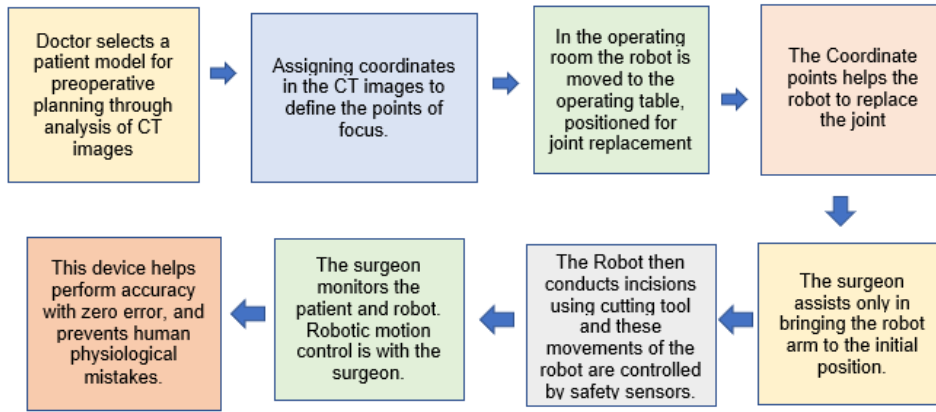 Doctor selects a
patient model for
preoperative
planning through
analysis of CT
images
Assigning coordinates
in the CT images to
define the points of
focus.
In the operating
room the robot is
moved to the
operating table,
positioned for
joint replacement
The Coordinate
points helps the
robot to replace
the joint
The surgeon
assists only in
bringing the robot
arm to the initial
position.
The Robot then
conducts incisions
using cutting tool
and these
movements of the
robot are controlled
by safety sensors.
The surgeon
monitors the
patient and robot.
Robotic motion
control is with the
surgeon.
This device helps
perform accuracy
with zero error, and
prevents human
physiological
mistakes.